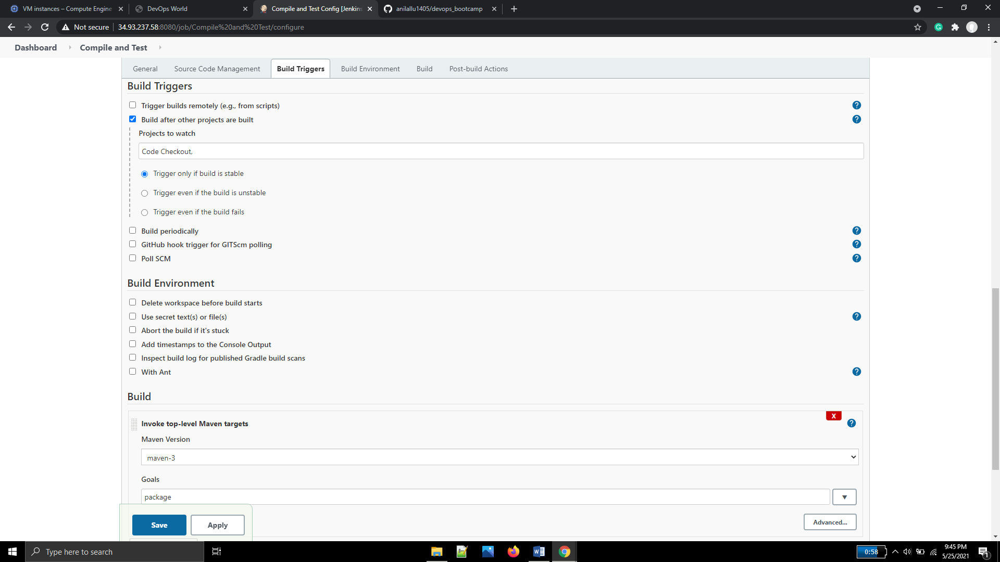 VM instances – Compute Engine
DevOps World
Compile and Test Config [Jenkins
anilallu1405/devops_bootcamp
Not secure
34.93.237.58:8080/job/Compile%20and%20Test/configure
Dashboard
Compile and Test
General
Source Code Management
Build Triggers
Build Environment
Build
Post-build Actions
Build Triggers
Trigger builds remotely (e.g., from scripts)
Build after other projects are built
Projects to watch
Code Checkout,
Trigger only if build is stable
Trigger even if the build is unstable
Trigger even if the build fails
Build periodically
GitHub hook trigger for GITScm polling
Poll SCM
Build Environment
Delete workspace before build starts
Use secret text(s) or file(s)
Abort the build if it's stuck
Add timestamps to the Console Output
Inspect build log for published Gradle build scans
With Ant
Build
X
Invoke top-level Maven targets
Maven Version
maven-3
Goals
package
Save
Apply
Advanced...
Type here to search
0:58
9:45 PM
5/25/2021
1